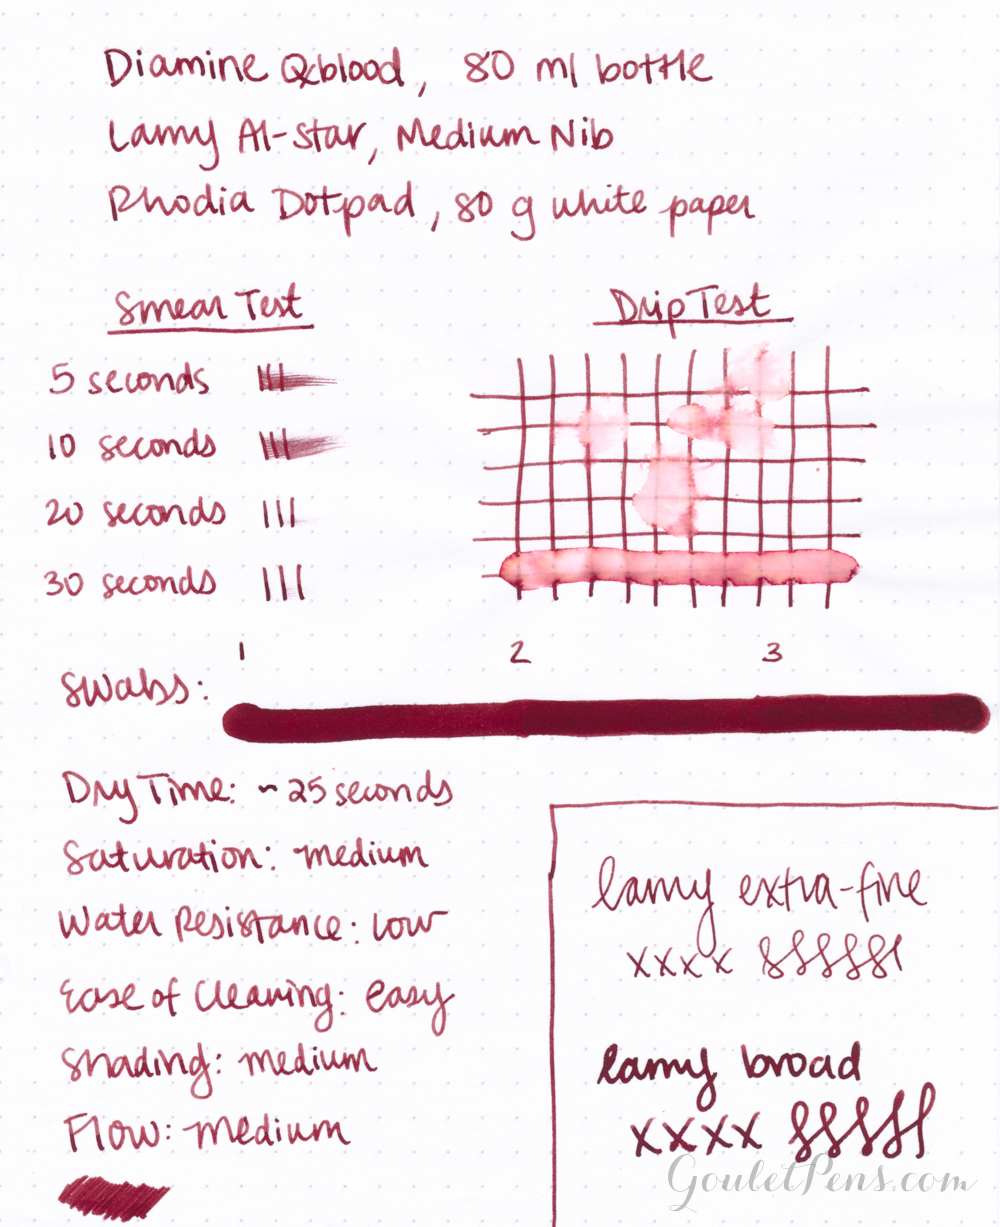 Diamine Oxblood, 80 ml bottle
Lamy Al-Star, Medium Nib
Rhodia Dotpad, 80 g white paper
Smear Test
5 seconds
10 seconds
20 seconds
30 seconds
Drip Test
1 2 3
Swabs:
Dry Time: ~25 seconds
Saturation: medium
Water Resistance: low
Ease of Cleaning: easy
Shading: medium
Flow: medium
lamy extra-fine
xxxx
lamy broad
xxxx
GouletPens.com